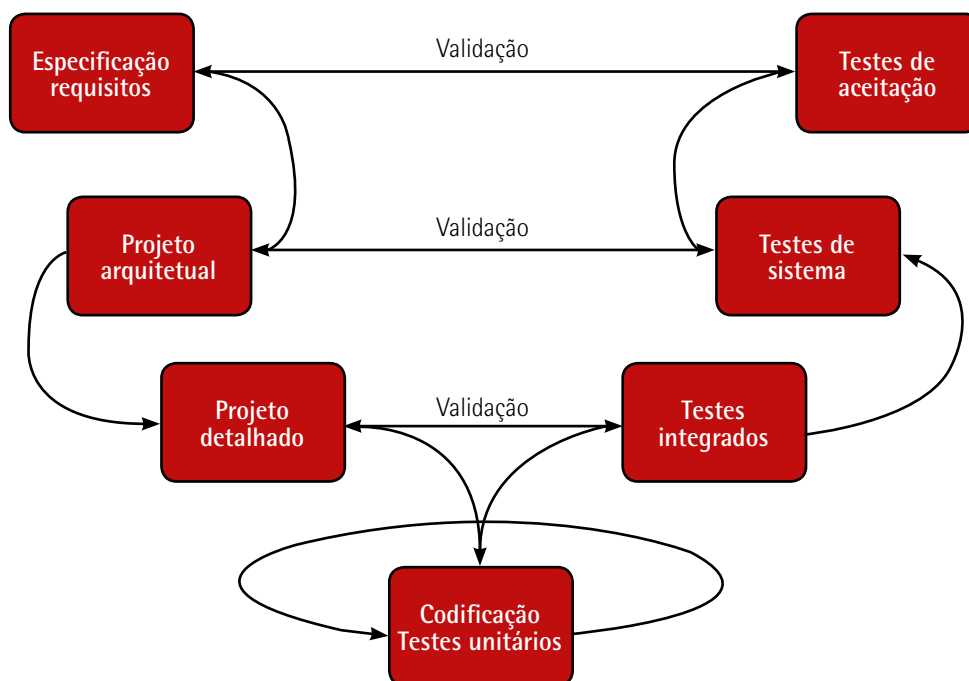 Especificação
requisitos
Validação
Testes de
aceitação
Projeto
arquitetual
Validação
Testes de
sistema
Projeto
detalhado
Validação
Testes
integrados
Codificação
Testes unitários